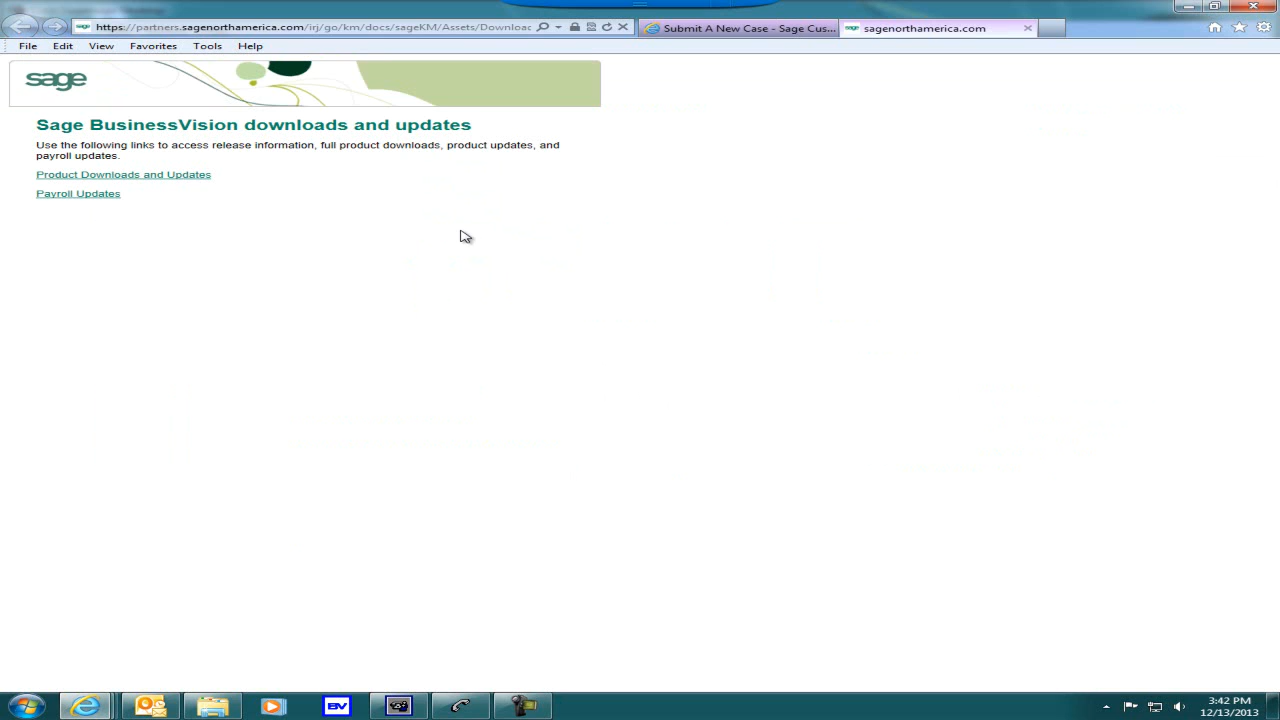 https://partners.sagenorthamerica.com/irj/go/km/docs/sageKM/Assets/Downloac
Submit A New Case - Sage Cus...
sagenorthamerica.com
File Edit View Favorites Tools Help
sage
Sage BusinessVision downloads and updates
Use the following links to access release information, full product downloads, product updates, and
payroll updates.
Product Downloads and Updates
Payroll Updates
BV
3:42 PM
12/13/2013